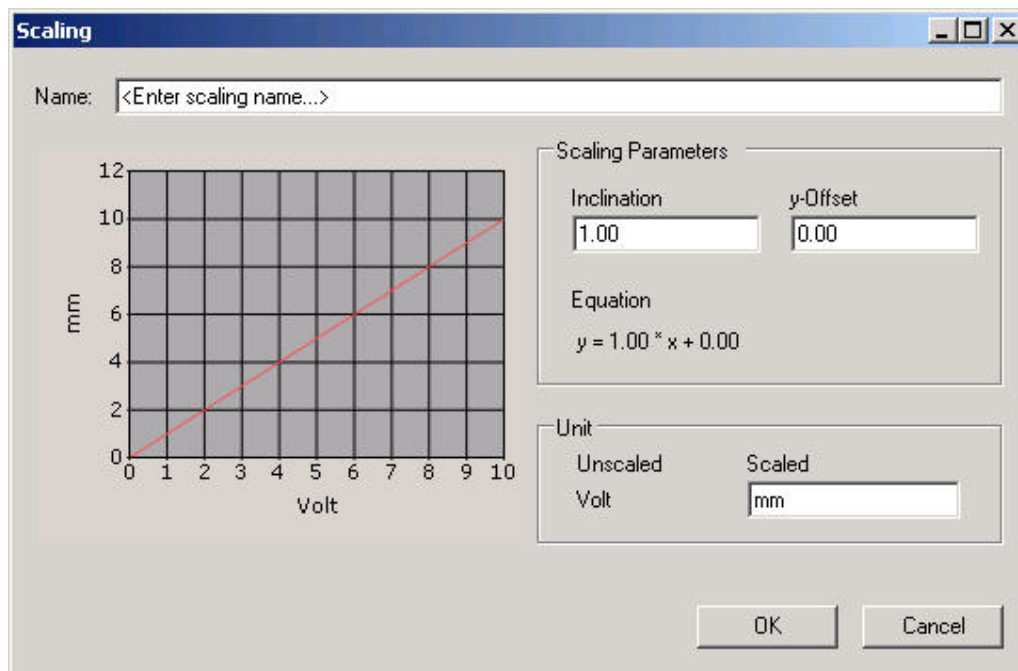 Scaling
Name: <Enter scaling name...>
12
10
8
6
4
2
0
mm
0 1 2 3 4 5 6 7 8 9 10
Volt
Scaling Parameters
Inclination y-Offset
1.00 0.00
Equation
y = 1.00 * x + 0.00
Unit
Unscaled Scaled
Volt mm
OK Cancel